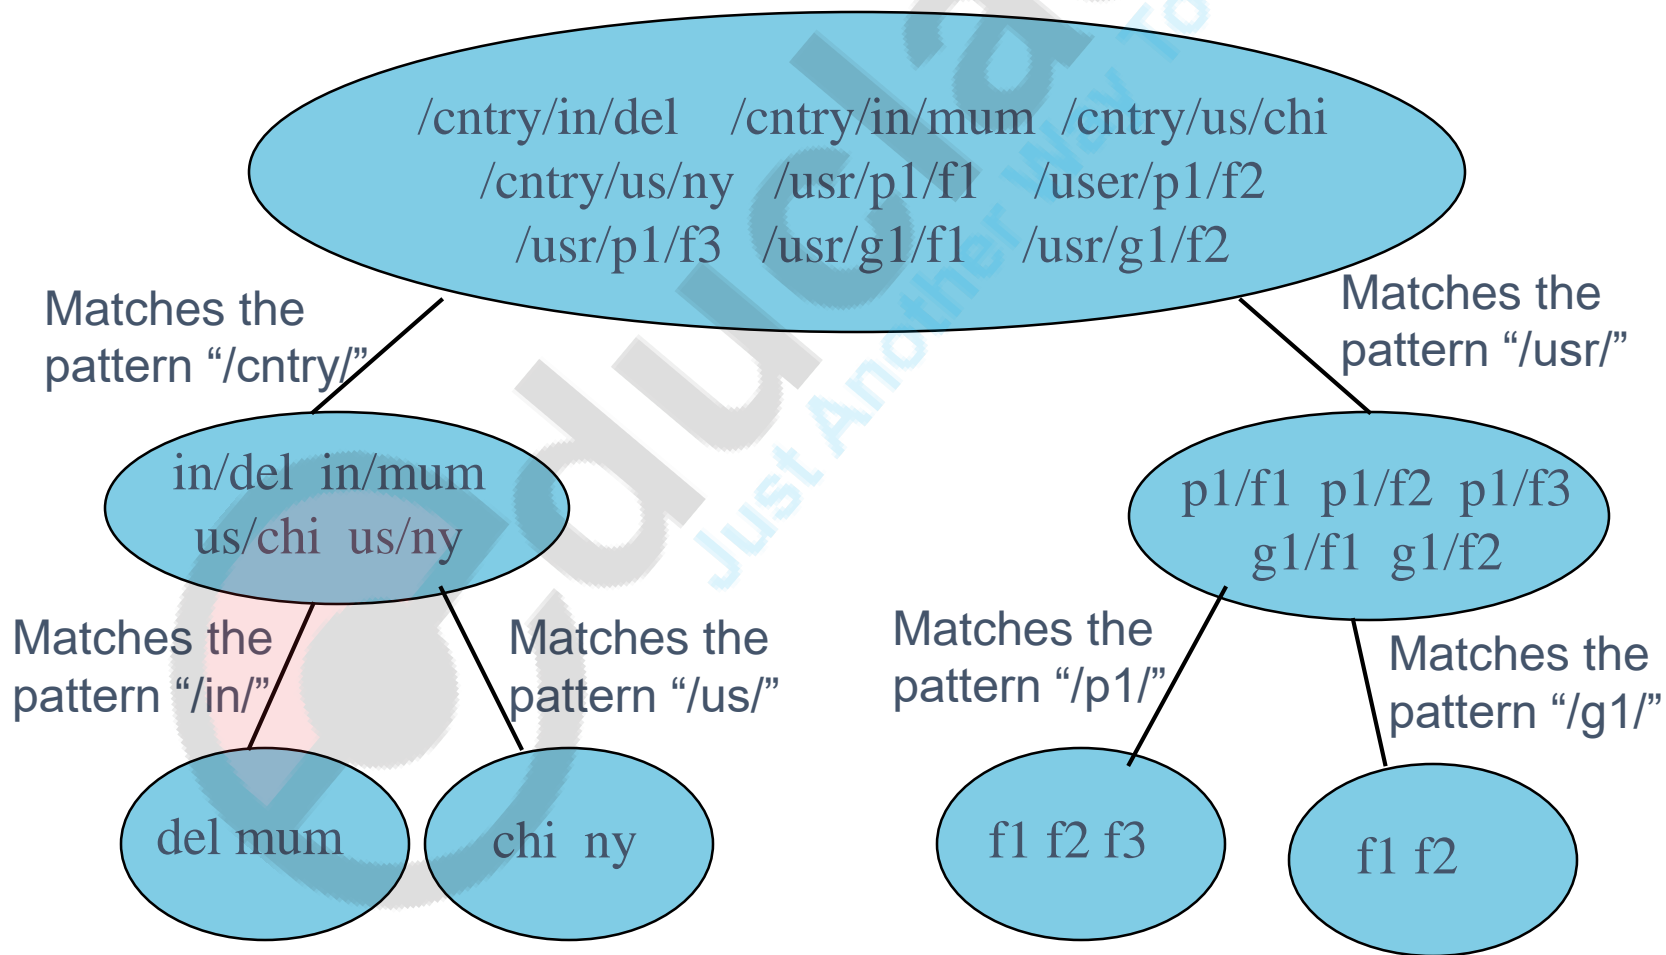 /cntry/in/del /cntry/in/mum /cntry/us/chi
/cntry/us/ny /usr/p1/f1 /user/p1/f2
/usr/p1/f3 /usr/g1/f1 /usr/g1/f2
Matches the
pattern “/cntry/”
Matches the
pattern “/usr/”
in/del in/mum
us/chi us/ny
p1/f1 p1/f2 p1/f3
g1/f1 g1/f2
Matches the
pattern “/in/”
Matches the
pattern “/us/”
Matches the
pattern “/p1/”
Matches the
pattern “/g1/”
del mum
chi ny
f1 f2 f3
f1 f2
Just Another Way To